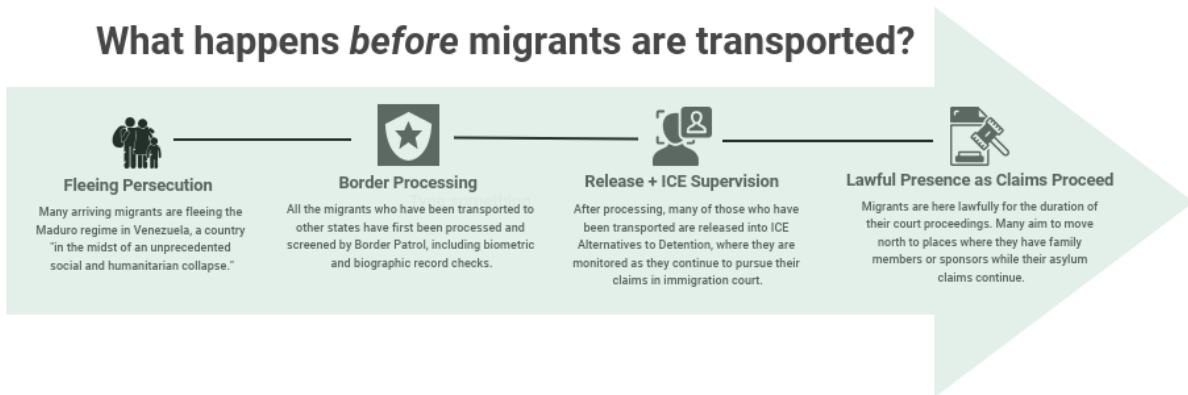 What happens before migrants are transported?
Fleeing Persecution
Many arriving migrants are fleeing the
Maduro regime in Venezuela, a country
"in the midst of an unprecedented
social and humanitarian collapse."
Border Processing
All the migrants who have been transported to
other states have first been processed and
screened by Border Patrol, including biometric
and biographic record checks.
Release + ICE Supervision
After processing, many of those who have
been transported are released into ICE
Alternatives to Detention, where they are
monitored as they continue to pursue their
claims in immigration court.
Lawful Presence as Claims Proceed
Migrants are here lawfully for the duration of
their court proceedings. Many aim to move
north to places where they have family
members or sponsors while their asylum
claims continue.